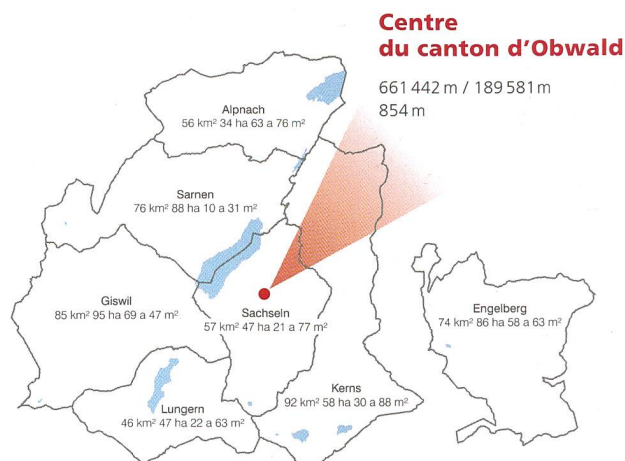 Centre
du canton d'Obwald
661 442 m / 189 581 m
854 m
Alpnach
56 km² 34 ha 63 a 76 m²
Sarnen
76 km² 88 ha 10 a 31 m²
Giswil
85 km² 95 ha 69 a 47 m²
Sachseln
57 km² 47 ha 21 a 77 m²
Engelberg
74 km² 86 ha 58 a 63 m²
Lungern
46 km² 47 ha 22 a 63 m²
Kerns
92 km² 58 ha 30 a 88 m²